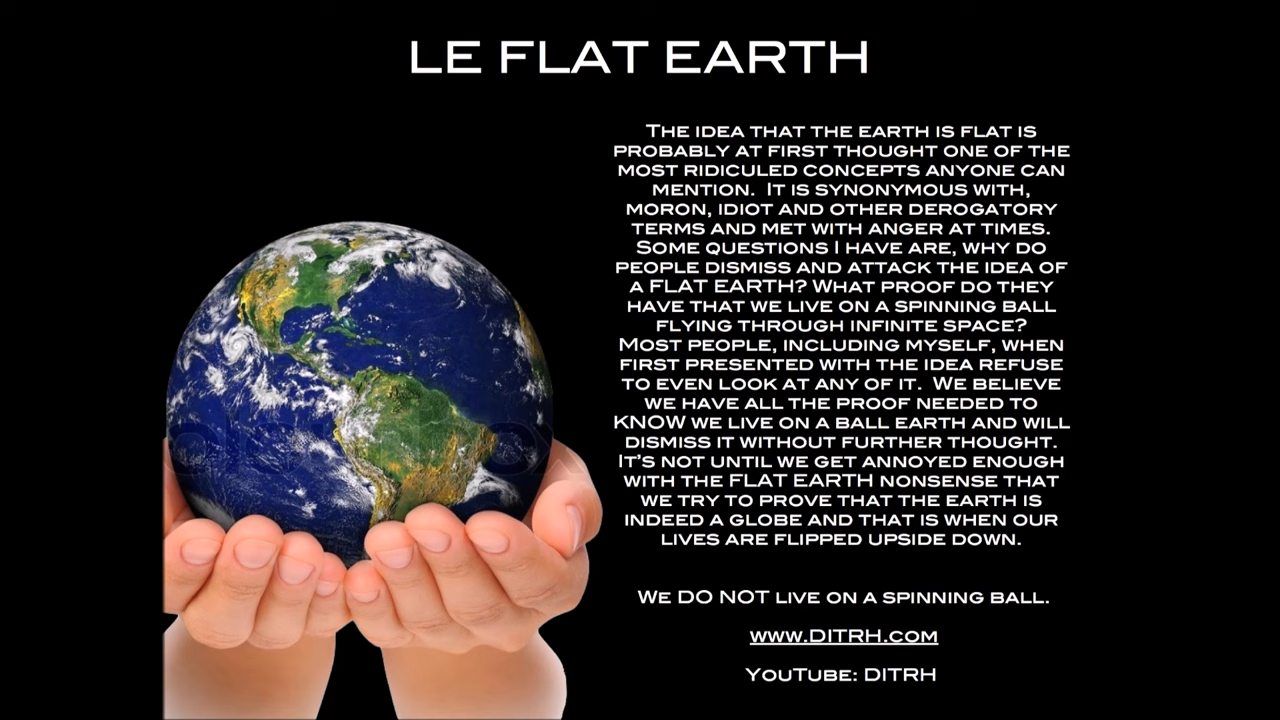 LE FLAT EARTH
THE IDEA THAT THE EARTH IS FLAT IS
PROBABLY AT FIRST THOUGHT ONE OF THE
MOST RIDICULED CONCEPTS ANYONE CAN
MENTION. IT IS SYNONYMOUS WITH,
MORON, IDIOT AND OTHER DEROGATORY
TERMS AND MET WITH ANGER AT TIMES.
SOME QUESTIONS I HAVE ARE, WHY DO
PEOPLE DISMISS AND ATTACK THE IDEA OF
A FLAT EARTH? WHAT PROOF DO THEY
HAVE THAT WE LIVE ON A SPINNING BALL
FLYING THROUGH INFINITE SPACE?
MOST PEOPLE, INCLUDING MYSELF, WHEN
FIRST PRESENTED WITH THE IDEA REFUSE
TO EVEN LOOK AT ANY OF IT. WE BELIEVE
WE HAVE ALL THE PROOF NEEDED TO
KNOW WE LIVE ON A BALL EARTH AND WILL
DISMISS IT WITHOUT FURTHER THOUGHT.
IT'S NOT UNTIL WE GET ANNOYED ENOUGH
WITH THE FLAT EARTH NONSENSE THAT
WE TRY TO PROVE THAT THE EARTH IS
INDEED A GLOBE AND THAT IS WHEN OUR
LIVES ARE FLIPPED UPSIDE DOWN.
WE DO NOT LIVE ON A SPINNING BALL.
WWW.DITRH.COM
YOUTUBE: DITRH